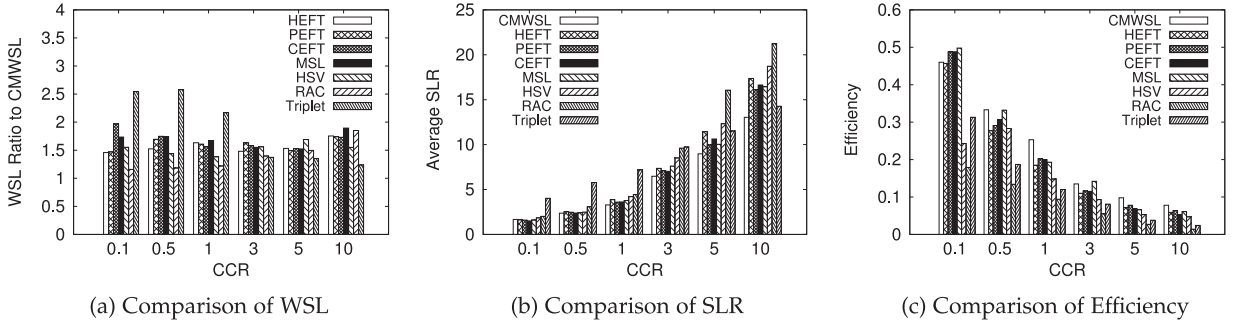 WSL Ratio to CMWSL
4
3.5
3
2.5
2
1.5
1
0.5
0
HEFT
PEFT
CEFT
MSL
HSV
RAC
Triplet
0.1 0.5 1 3 5 10
CCR
(a) Comparison of WSL
Average SLR
25
20
15
10
5
0
CMWSL
HEFT
PEFT
CEFT
MSL
HSV
RAC
Triplet
0.1 0.5 1 3 5 10
CCR
(b) Comparison of SLR
Efficiency
0.6
0.5
0.4
0.3
0.2
0.1
0
CMWSL
HEFT
PEFT
CEFT
MSL
HSV
RAC
Triplet
0.1 0.5 1 3 5 10
CCR
(c) Comparison of Efficiency